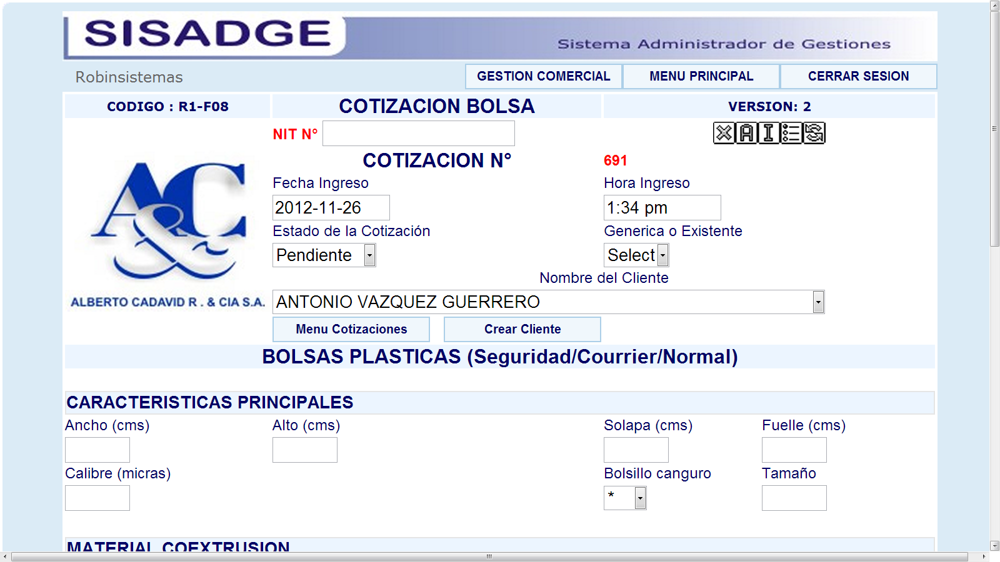 SISADGE
Sistema Administrador de Gestiones
Robinsistemas
GESTION COMERCIAL MENU PRINCIPAL CERRAR SESION
CODIGO : R1-F08 COTIZACION BOLSA VERSION: 2
NIT N°
X A I
COTIZACION N° 691
Fecha Ingreso Hora Ingreso
2012-11-26 1:34 pm
Estado de la Cotización Generica o Existente
Pendiente Select
Nombre del Cliente
A&C
ALBERTO CADAVID R . & CIA S.A. ANTONIO VAZQUEZ GUERRERO
Menu Cotizaciones Crear Cliente
BOLSAS PLASTICAS (Seguridad/Courrier/Normal)
CARACTERISTICAS PRINCIPALES
Ancho (cms) Alto (cms) Solapa (cms) Fuelle (cms)
Calibre (micras) Bolsillo canguro Tamaño
*
MATERIAL COEXTRUSION